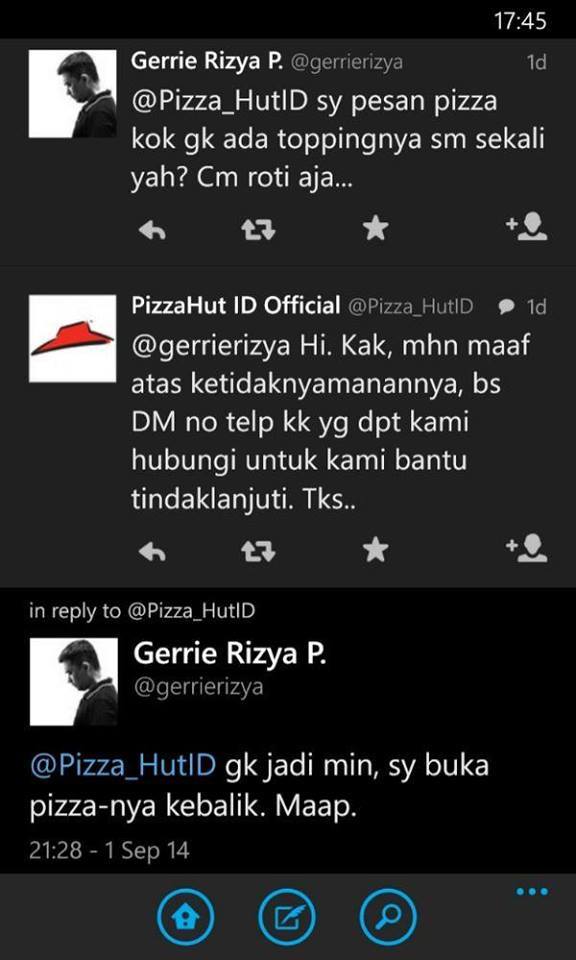 17:45
Gerrie Rizya P. @gerrierizya 1d
@Pizza_HutID sy pesan pizza
kok gk ada toppingnya sm sekali
yah? Cm roti aja...
PizzaHut ID Official @Pizza_HutID 1d
@gerrierizya Hi. Kak, mhn maaf
atas ketidaknyamanannya, bs
DM no telp kk yg dpt kami
hubungi untuk kami bantu
tindaklanjuti. Tks..
in reply to @Pizza_HutID
Gerrie Rizya P.
@gerrierizya
@Pizza_HutID gk jadi min, sy buka
pizza-nya kebalik. Maap.
21:28 - 1 Sep 14